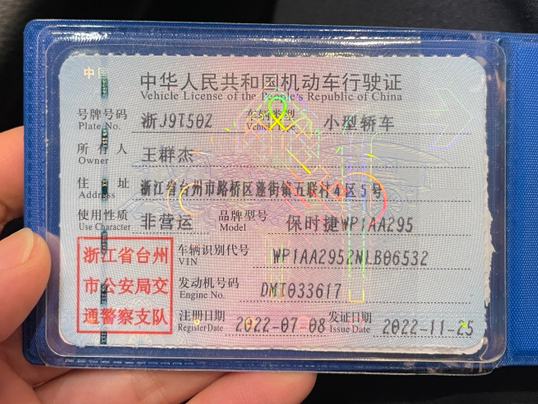 中华人民共和国机动车行驶证
Vehicle License of the People's Republic of China
号牌号码 浙J9T502 车辆类型 小型轿车
Plate No. Vehicle
所有人 王群杰
Owner
住址 浙江省台州市路桥区蓬街镇五联村4区5号
Address
使用性质 非营运 品牌型号 保时捷WP1AA295
Use Character Model
浙江省台州
市公安局交
通警察支队
车辆识别代号 WP1AA2952NLB06532
VIN
发动机号码 DMT033617
Engine No.
注册日期 2022-07-08 发证日期 2022-11-25
Register Date Issue Date